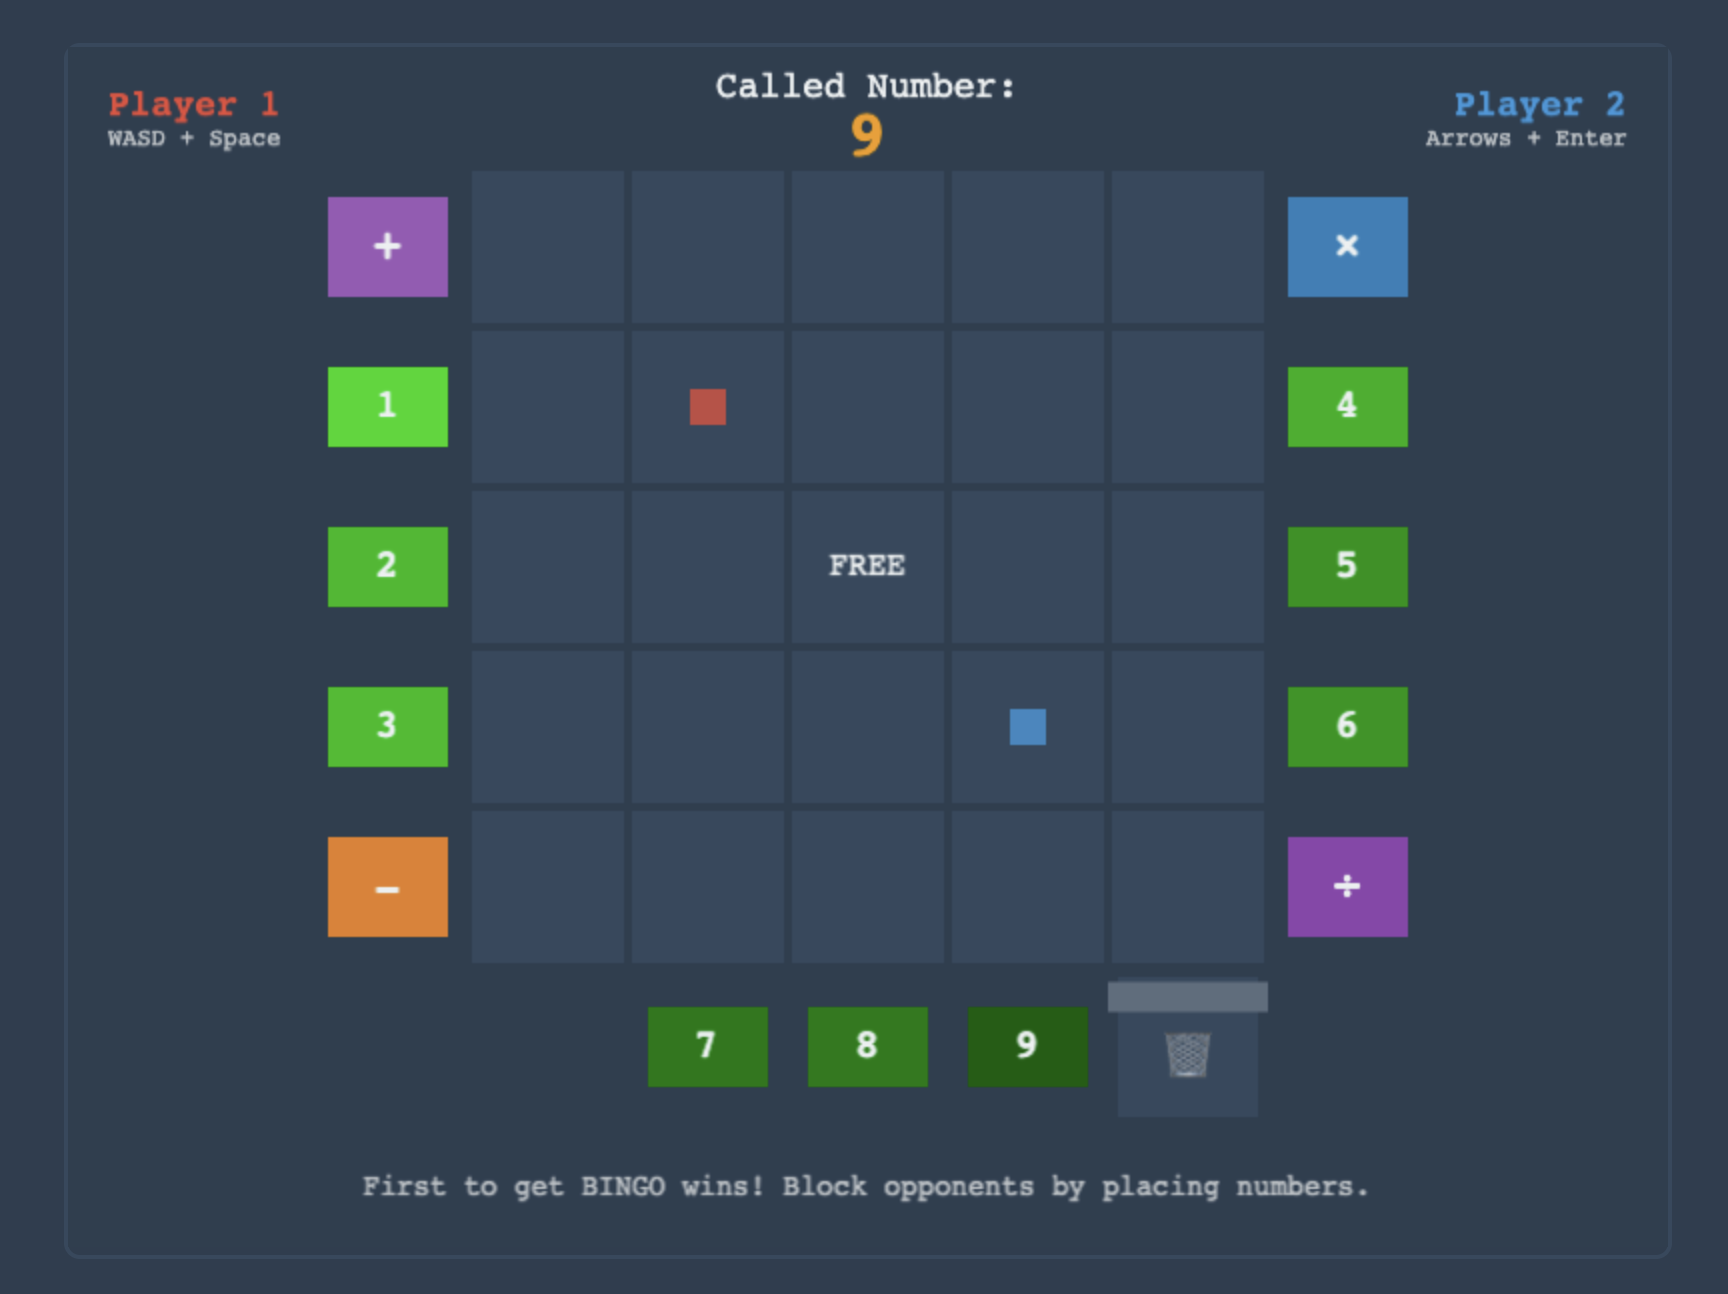 Player 1
WASD + Space
Called Number:
9
Player 2
Arrows + Enter
+
×
1
4
2
FREE
5
3
6
−
÷
7
8
9
First to get BINGO wins! Block opponents by placing numbers.